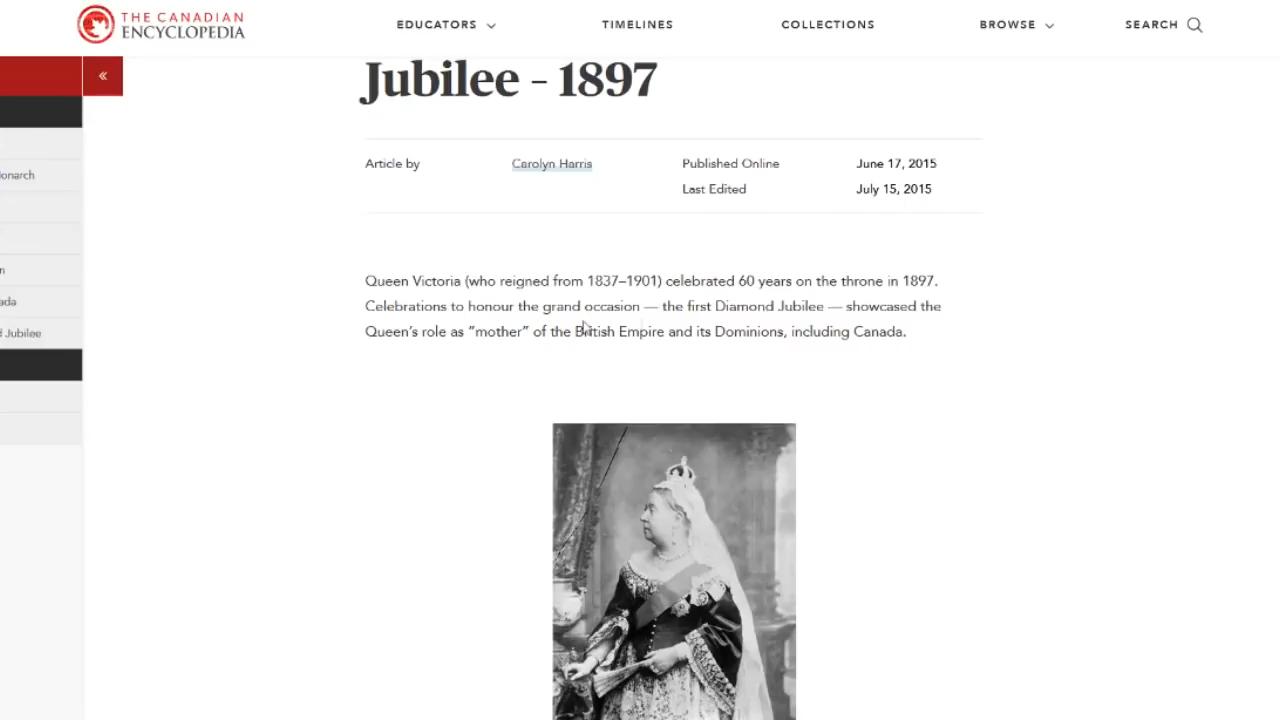 THE CANADIAN
ENCYCLOPEDIA
EDUCATORS
TIMELINES
COLLECTIONS
BROWSE
SEARCH
«
Jubilee - 1897
Article by Carolyn Harris Published Online June 17, 2015
Last Edited July 15, 2015
onarch
n
ada
d Jubilee
Queen Victoria (who reigned from 1837–1901) celebrated 60 years on the throne in 1897.
Celebrations to honour the grand occasion — the first Diamond Jubilee — showcased the
Queen's role as "mother" of the British Empire and its Dominions, including Canada.